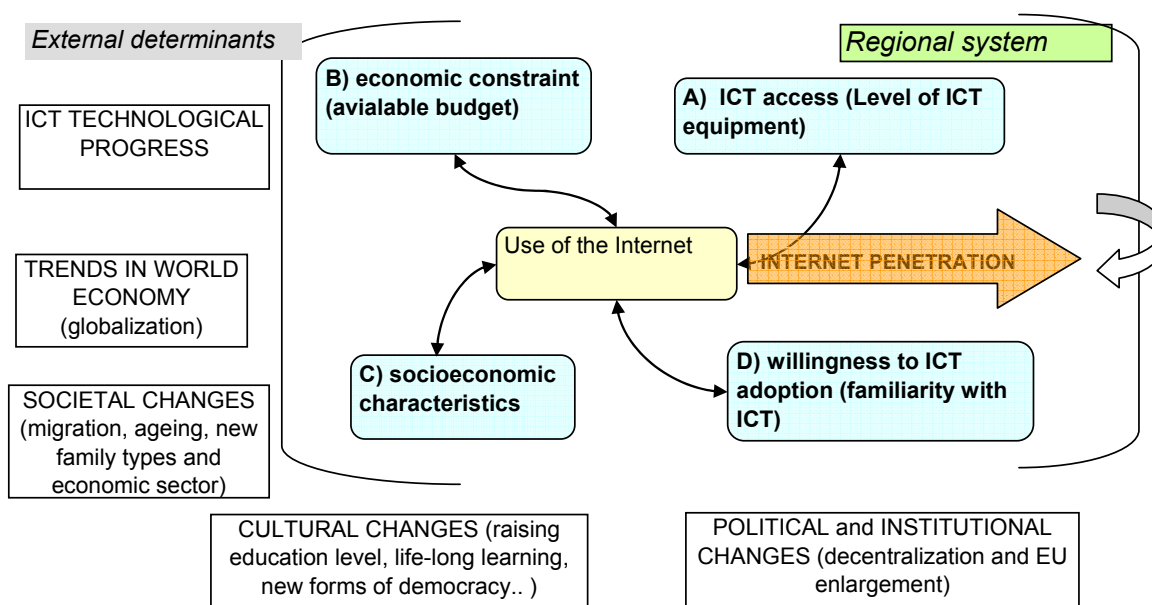 External determinants
Regional system
B) economic constraint
(avialable budget)
A) ICT access (Level of ICT
equipment)
ICT TECHNOLOGICAL
PROGRESS
Use of the Internet
INTERNET PENETRATION
TRENDS IN WORLD
ECONOMY
(globalization)
C) socioeconomic
characteristics
D) willingness to ICT
adoption (familiarity with
ICT)
SOCIETAL CHANGES
(migration, ageing, new
family types and
economic sector)
CULTURAL CHANGES (raising
education level, life-long learning,
new forms of democracy.. )
POLITICAL and INSTITUTIONAL
CHANGES (decentralization and EU
enlargement)